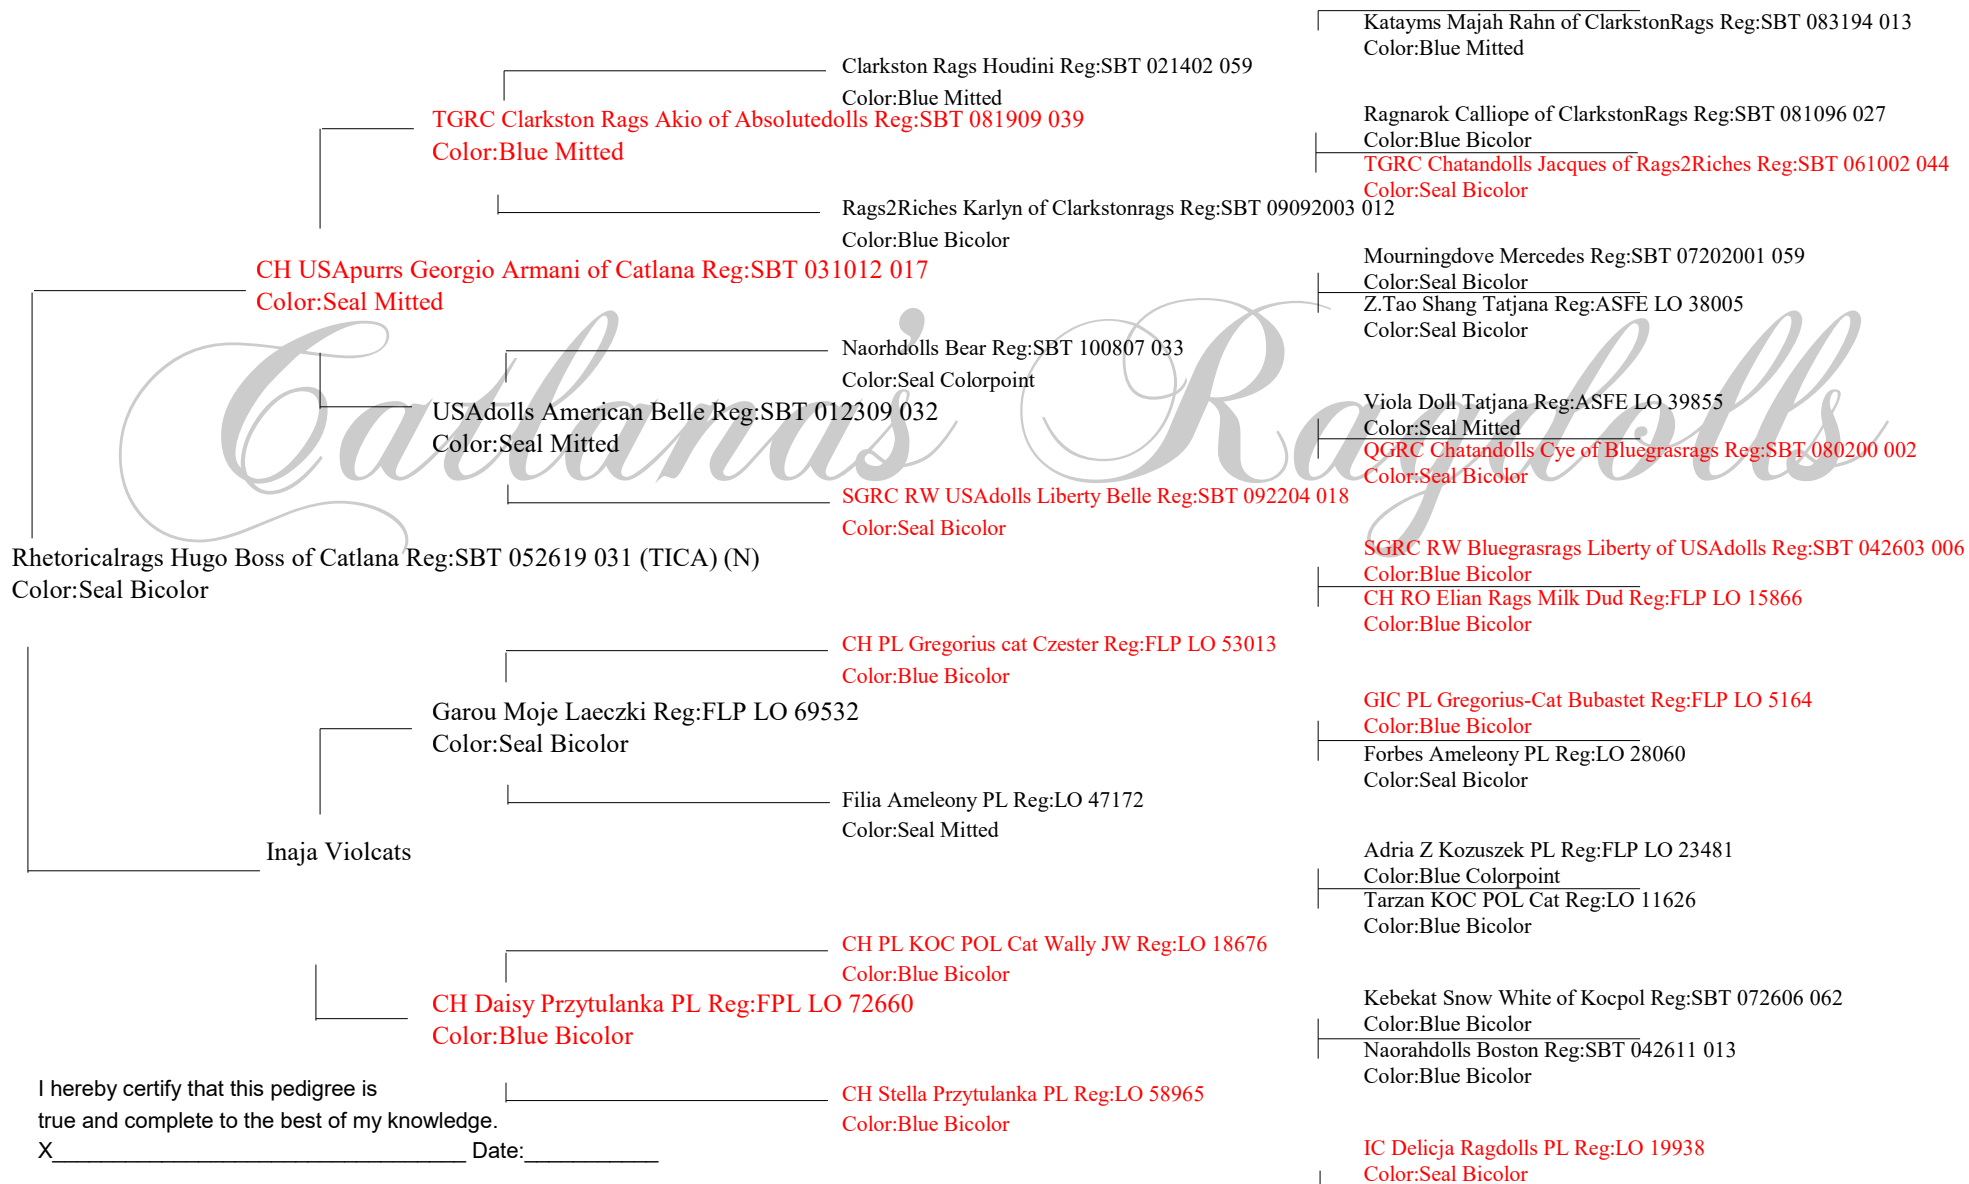 Katayms Majah Rahn of ClarkstonRags Reg:SBT 083194 013
Color:Blue Mitted
Clarkston Rags Houdini Reg:SBT 021402 059
Color:Blue Mitted
TGRC Clarkston Rags Akio of Absolutedolls Reg:SBT 081909 039
Color:Blue Mitted
Ragnarok Calliope of ClarkstonRags Reg:SBT 081096 027
Color:Blue Bicolor
TGRC Chatandolls Jacques of Rags2Riches Reg:SBT 061002 044
Color:Seal Bicolor
Rags2Riches Karlyn of Clarkstonrags Reg:SBT 09092003 012
Color:Blue Bicolor
CH USApurrs Georgio Armani of Catlana Reg:SBT 031012 017
Color:Seal Mitted
Mourningdove Mercedes Reg:SBT 07202001 059
Color:Seal Bicolor
Z.Tao Shang Tatjana Reg:ASFE LO 38005
Color:Seal Bicolor
Catlana's Ragdolls
Naorhdolls Bear Reg:SBT 100807 033
Color:Seal Colorpoint
USAdolls American Belle Reg:SBT 012309 032
Color:Seal Mitted
Viola Doll Tatjana Reg:ASFE LO 39855
Color:Seal Mitted
QGRC Chatandolls Cye of Bluegrasrags Reg:SBT 080200 002
Color:Seal Bicolor
SGRC RW USAdolls Liberty Belle Reg:SBT 092204 018
Color:Seal Bicolor
Rhetoricalrags Hugo Boss of Catlana Reg:SBT 052619 031 (TICA) (N)
Color:Seal Bicolor
SGRC RW Bluegrasrags Liberty of USAdolls Reg:SBT 042603 006
Color:Blue Bicolor
CH RO Elian Rags Milk Dud Reg:FLP LO 15866
Color:Blue Bicolor
CH PL Gregorius cat Czester Reg:FLP LO 53013
Color:Blue Bicolor
Garou Moje Laeczki Reg:FLP LO 69532
Color:Seal Bicolor
GIC PL Gregorius-Cat Bubastet Reg:FLP LO 5164
Color:Blue Bicolor
Forbes Ameleony PL Reg:LO 28060
Color:Seal Bicolor
Filia Ameleony PL Reg:LO 47172
Color:Seal Mitted
Inaja Violcats
Adria Z Kozuszek PL Reg:FLP LO 23481
Color:Blue Colorpoint
Tarzan KOC POL Cat Reg:LO 11626
Color:Blue Bicolor
CH PL KOC POL Cat Wally JW Reg:LO 18676
Color:Blue Bicolor
CH Daisy Przytulanka PL Reg:FPL LO 72660
Color:Blue Bicolor
Kebekat Snow White of Kocpol Reg:SBT 072606 062
Color:Blue Bicolor
Naorahdolls Boston Reg:SBT 042611 013
Color:Blue Bicolor
CH Stella Przytulanka PL Reg:LO 58965
Color:Blue Bicolor
IC Delicja Ragdolls PL Reg:LO 19938
Color:Seal Bicolor
I hereby certify that this pedigree is
true and complete to the best of my knowledge.
X__________________________________ Date:___________